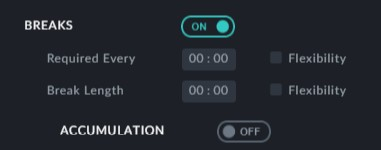 BREAKS ON
Required Every 00 : 00 Flexibility
Break Length 00 : 00 Flexibility
ACCUMULATION OFF